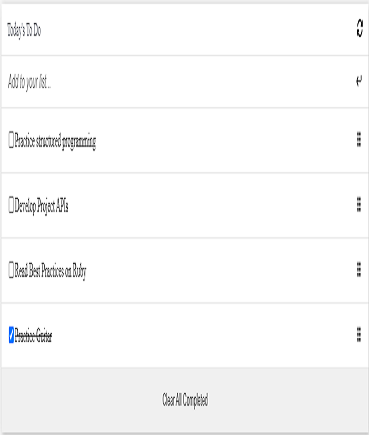 Today's To Do
Add to your list...
Practice structured programming
Develop Project APIs
Read Best Practices on Ruby
Practice Guitar
Clear All Completed